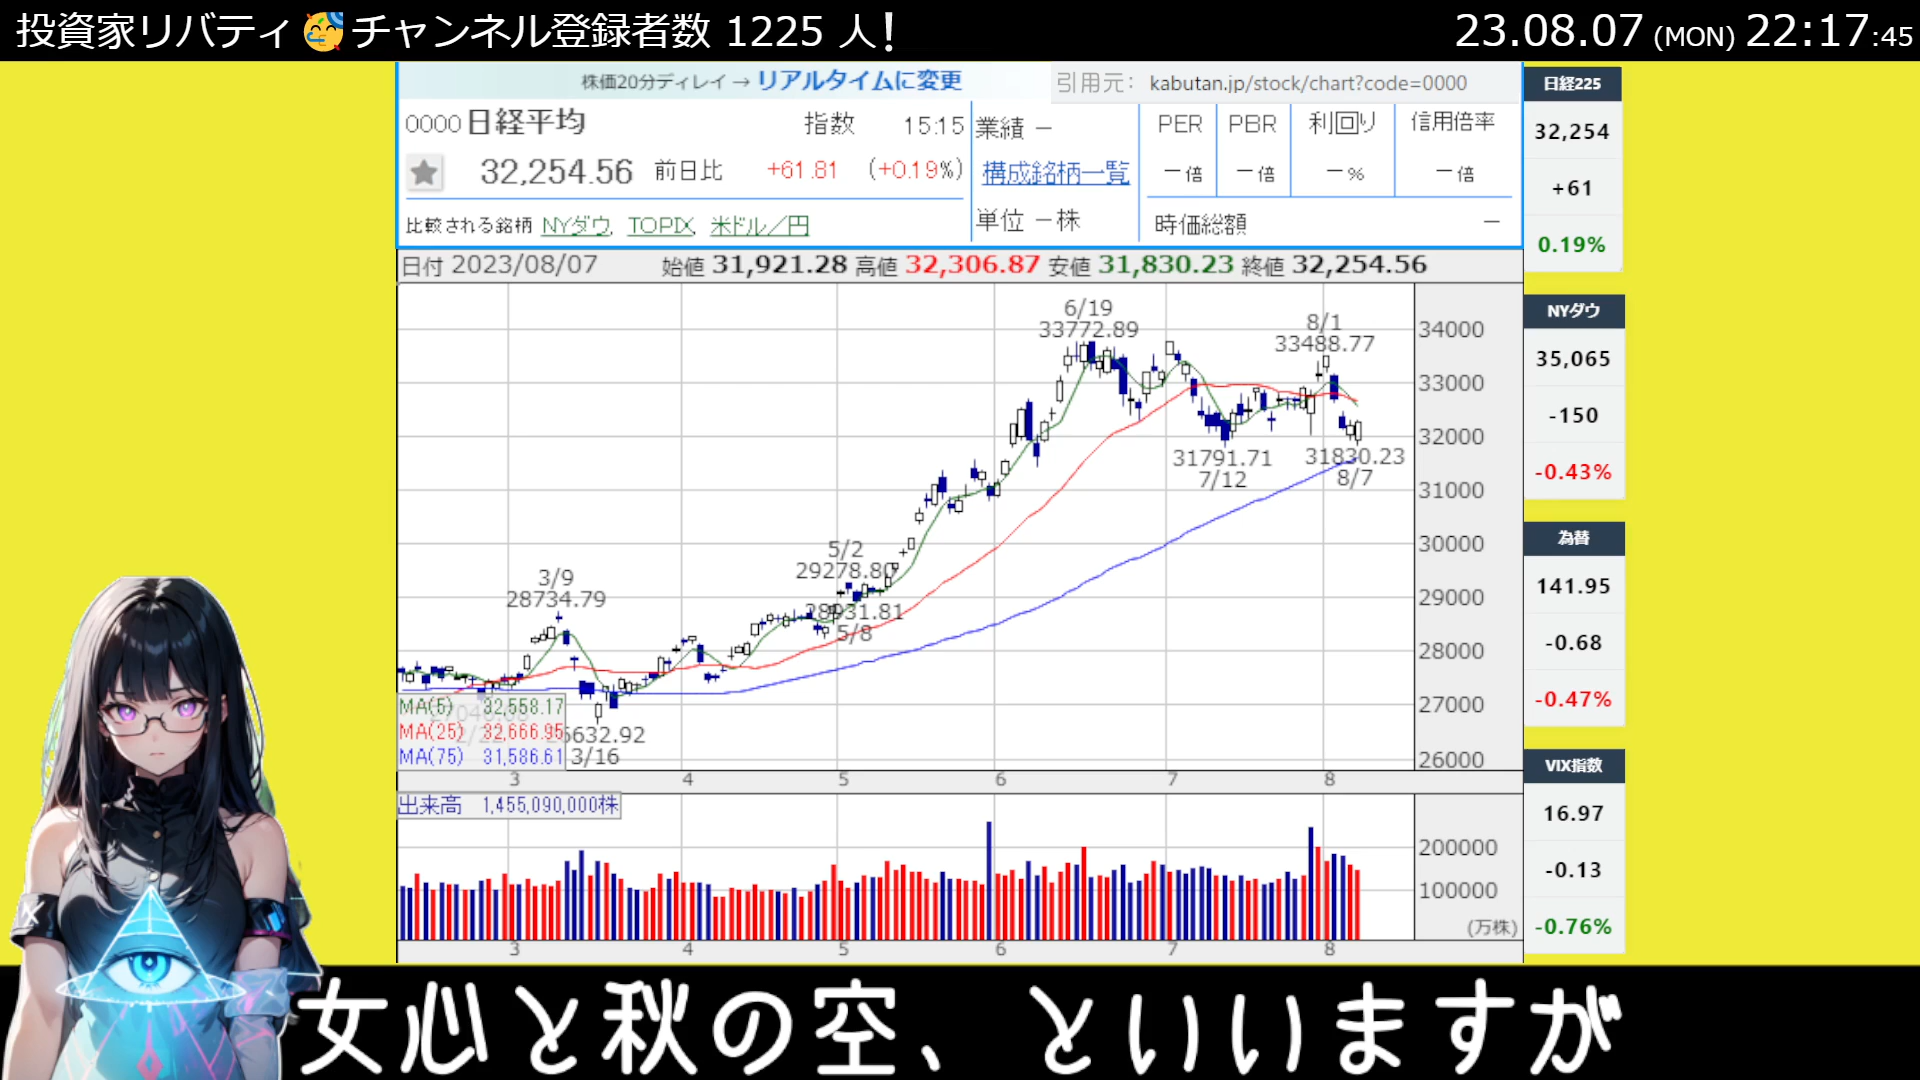 投資家リバティ🥳チャンネル登録者数 1225 人!
23.08.07 (MON) 22:17:45
株価20分ディレイ → リアルタイムに変更
引用元: kabutan.jp/stock/chart?code=0000
0000 日経平均 指数 15:15
業績 －
PER PBR 利回り 信用倍率
★ 32,254.56 前日比 +61.81 (+0.19%)
構成銘柄一覧
－倍 －倍 －% －倍
比較される銘柄 NYダウ, TOPIX, 米ドル／円
単位 －株
時価総額 －
日付 2023/08/07 始値 31,921.28 高値 32,306.87 安値 31,830.23 終値 32,254.56
6/19
33772.89
8/1
33488.77
31791.71
7/12
31830.23
8/7
5/2
29278.80
28931.81
5/8
3/9
28734.79
3/16
34000
33000
32000
31000
30000
29000
28000
27000
26000
MA(5) 32,558.17
MA(25) 32,666.95
MA(75) 31,586.61
3 4 5 6 7 8
出来高 1,455,090,000株
200000
100000
(万株)
3 4 5 6 7 8
日経225
32,254
+61
0.19%
NYダウ
35,065
-150
-0.43%
為替
141.95
-0.68
-0.47%
VIX指数
16.97
-0.13
-0.76%
女心と秋の空、といいますが